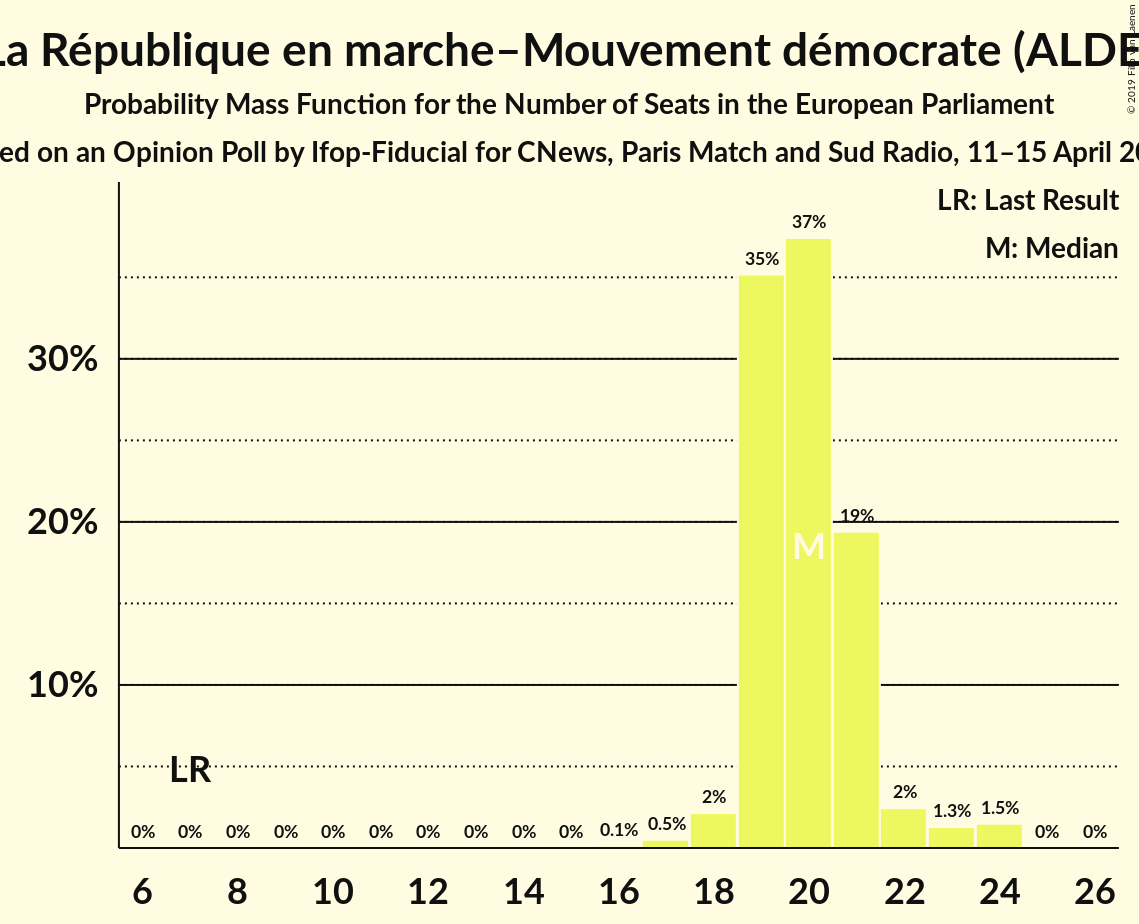 La République en marche–Mouvement démocrate (ALDE
Probability Mass Function for the Number of Seats in the European Parliament
ed on an Opinion Poll by Ifop-Fiducial for CNews, Paris Match and Sud Radio, 11–15 April 20
© 2019
LR: Last Result
M: Median
37%
35%
30%
20%
19%
M
10%
LR
0% 0% 0% 0% 0% 0% 0% 0% 0% 0% 0.1% 0.5% 2% 2% 1.3% 1.5% 0% 0%
6 8 10 12 14 16 18 20 22 24 26